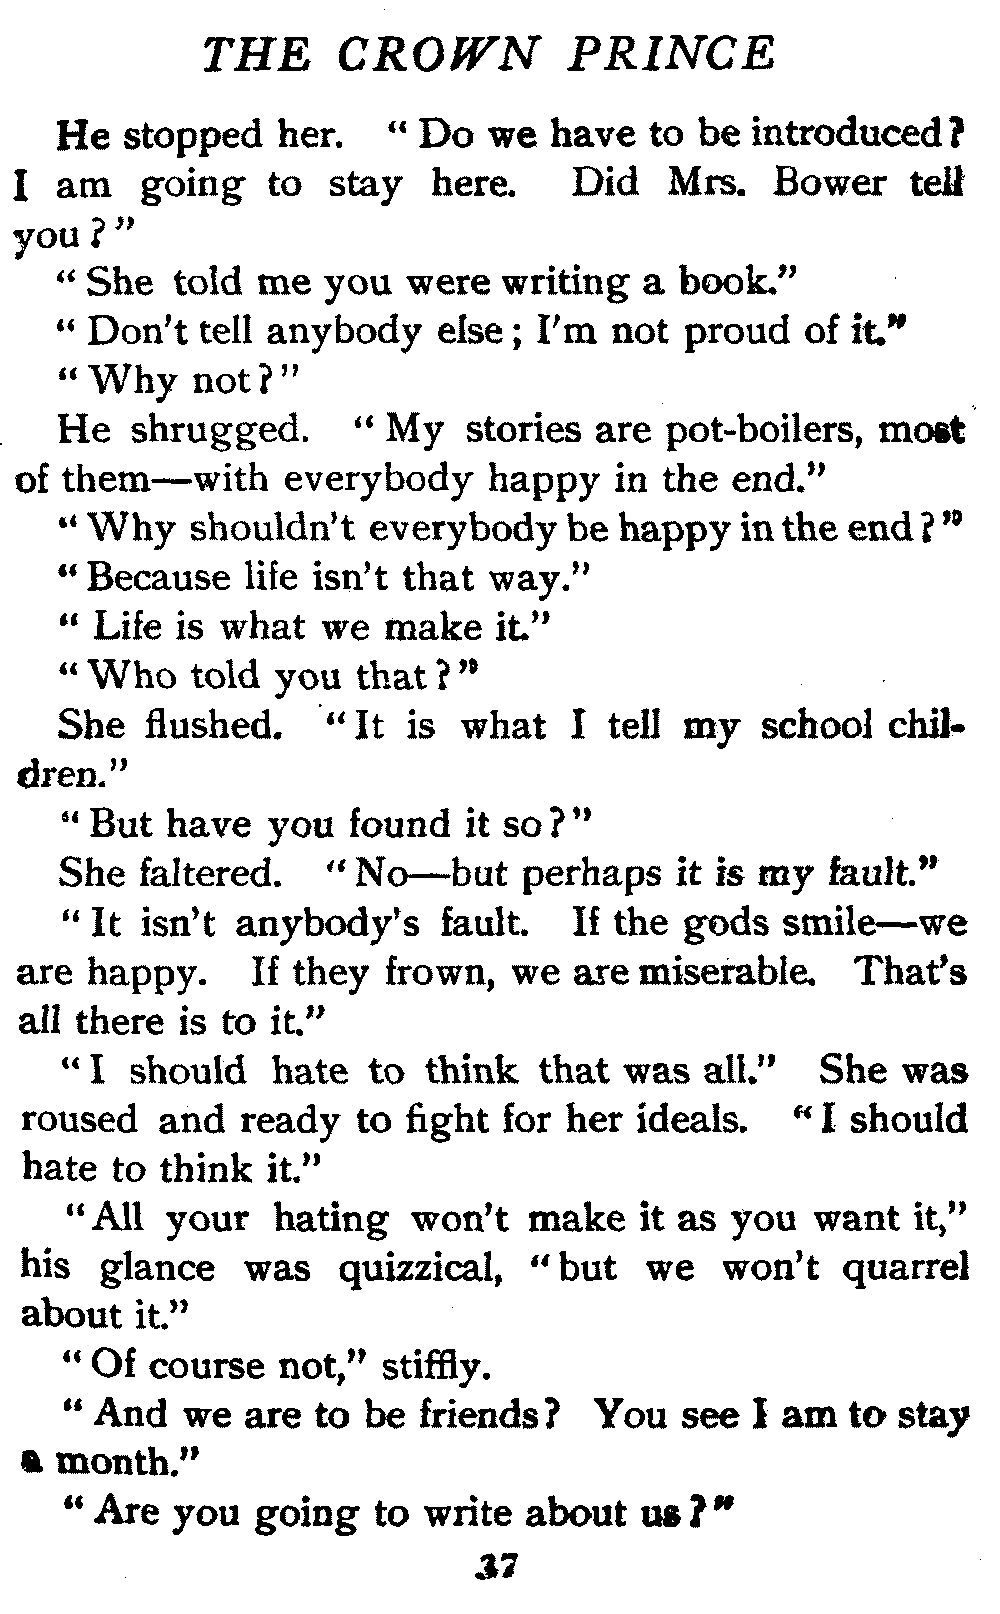 THE CROWN PRINCE
He stopped her. "Do we have to be introduced?
I am going to stay here. Did Mrs. Bower tell
you?"
"She told me you were writing a book."
"Don't tell anybody else; I'm not proud of it."
"Why not?"
He shrugged. "My stories are pot-boilers, most
of them—with everybody happy in the end."
"Why shouldn't everybody be happy in the end?"
"Because life isn't that way."
"Life is what we make it."
"Who told you that?"
She flushed. "It is what I tell my school chil-
dren."
"But have you found it so?"
She faltered. "No—but perhaps it is my fault."
"It isn't anybody's fault. If the gods smile—we
are happy. If they frown, we are miserable. That's
all there is to it."
"I should hate to think that was all." She was
roused and ready to fight for her ideals. "I should
hate to think it."
"All your hating won't make it as you want it,"
his glance was quizzical, "but we won't quarrel
about it."
"Of course not," stiffly.
"And we are to be friends? You see I am to stay
a month."
"Are you going to write about us?"
37